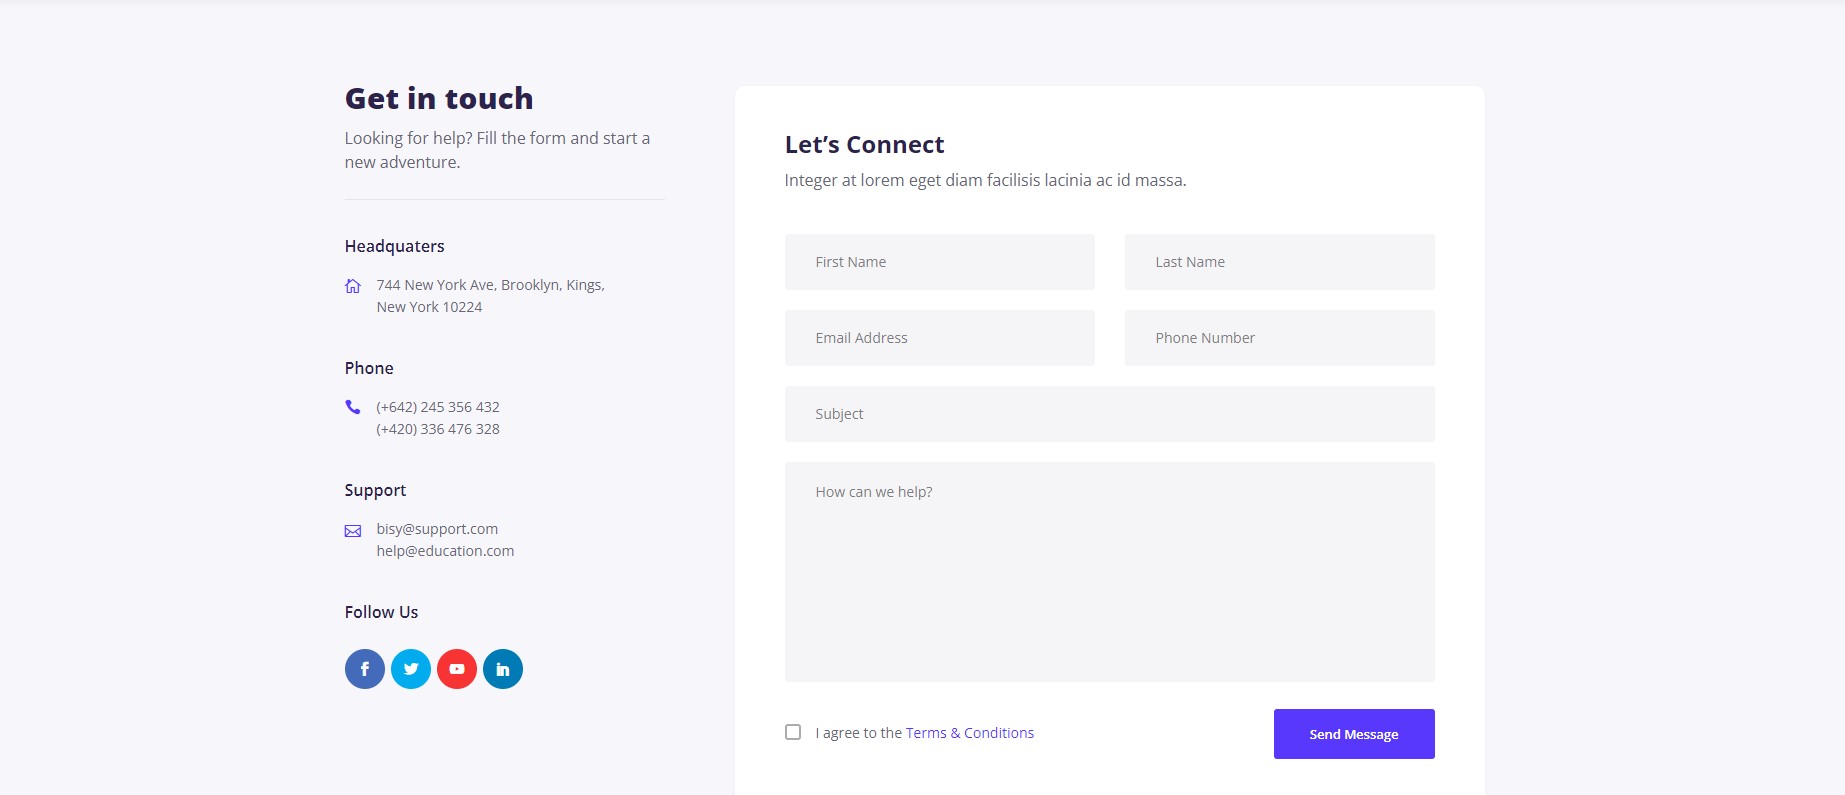 Get in touch
Looking for help? Fill the form and start a
new adventure.
Headquaters
744 New York Ave, Brooklyn, Kings,
New York 10224
Phone
(+642) 245 356 432
(+420) 336 476 328
Support
bisy@support.com
help@education.com
Follow Us
Let’s Connect
Integer at lorem eget diam facilisis lacinia ac id massa.
First Name
Last Name
Email Address
Phone Number
Subject
How can we help?
I agree to the Terms & Conditions
Send Message